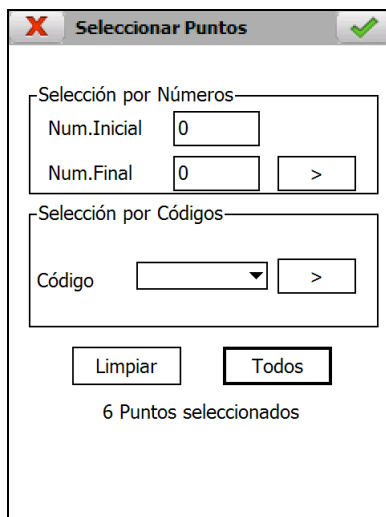 Seleccionar Puntos
Selección por Números
Num.Inicial 0
Num.Final 0 >
Selección por Códigos
Código >
Limpiar Todos
6 Puntos seleccionados